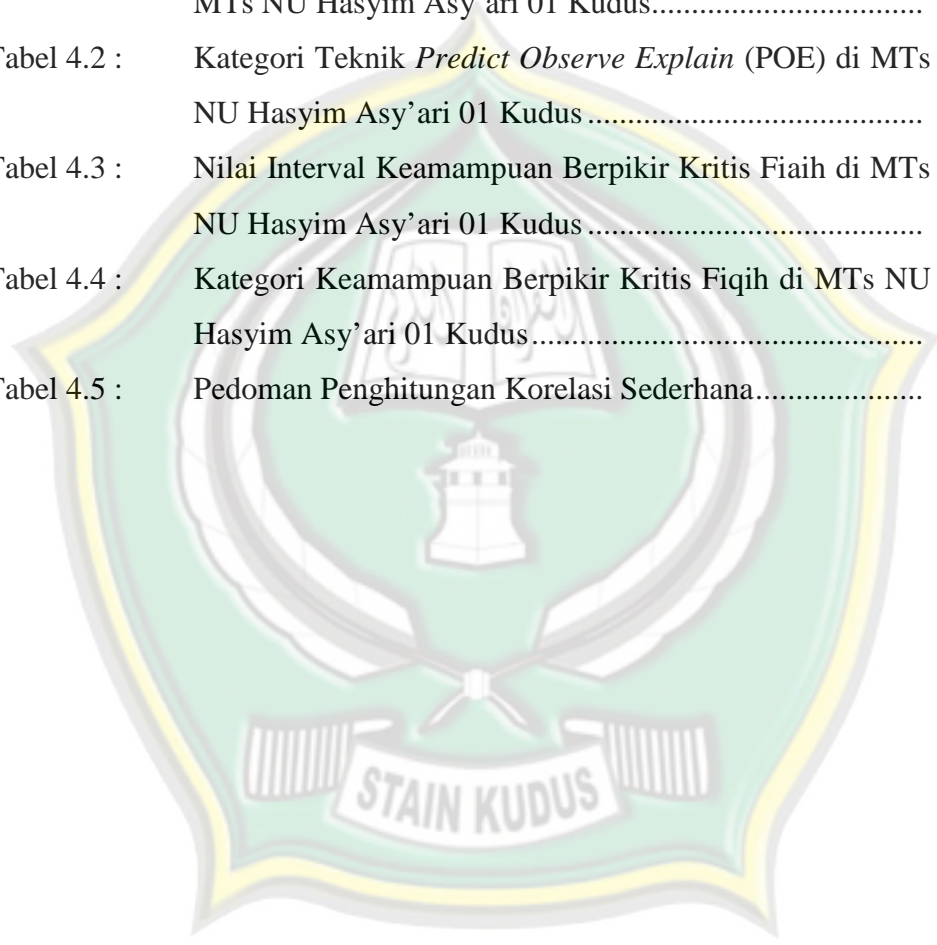 MTs NU Hasyim Asy'ari 01 Kudus..................................
Tabel 4.2 : Kategori Teknik Predict Observe Explain (POE) di MTs
NU Hasyim Asy’ari 01 Kudus ..........................................
Tabel 4.3 : Nilai Interval Keamampuan Berpikir Kritis Fiaih di MTs
NU Hasyim Asy’ari 01 Kudus ..........................................
Tabel 4.4 : Kategori Keamampuan Berpikir Kritis Fiqih di MTs NU
Hasyim Asy’ari 01 Kudus .................................................
Tabel 4.5 : Pedoman Penghitungan Korelasi Sederhana.....................
STAIN KUDUS